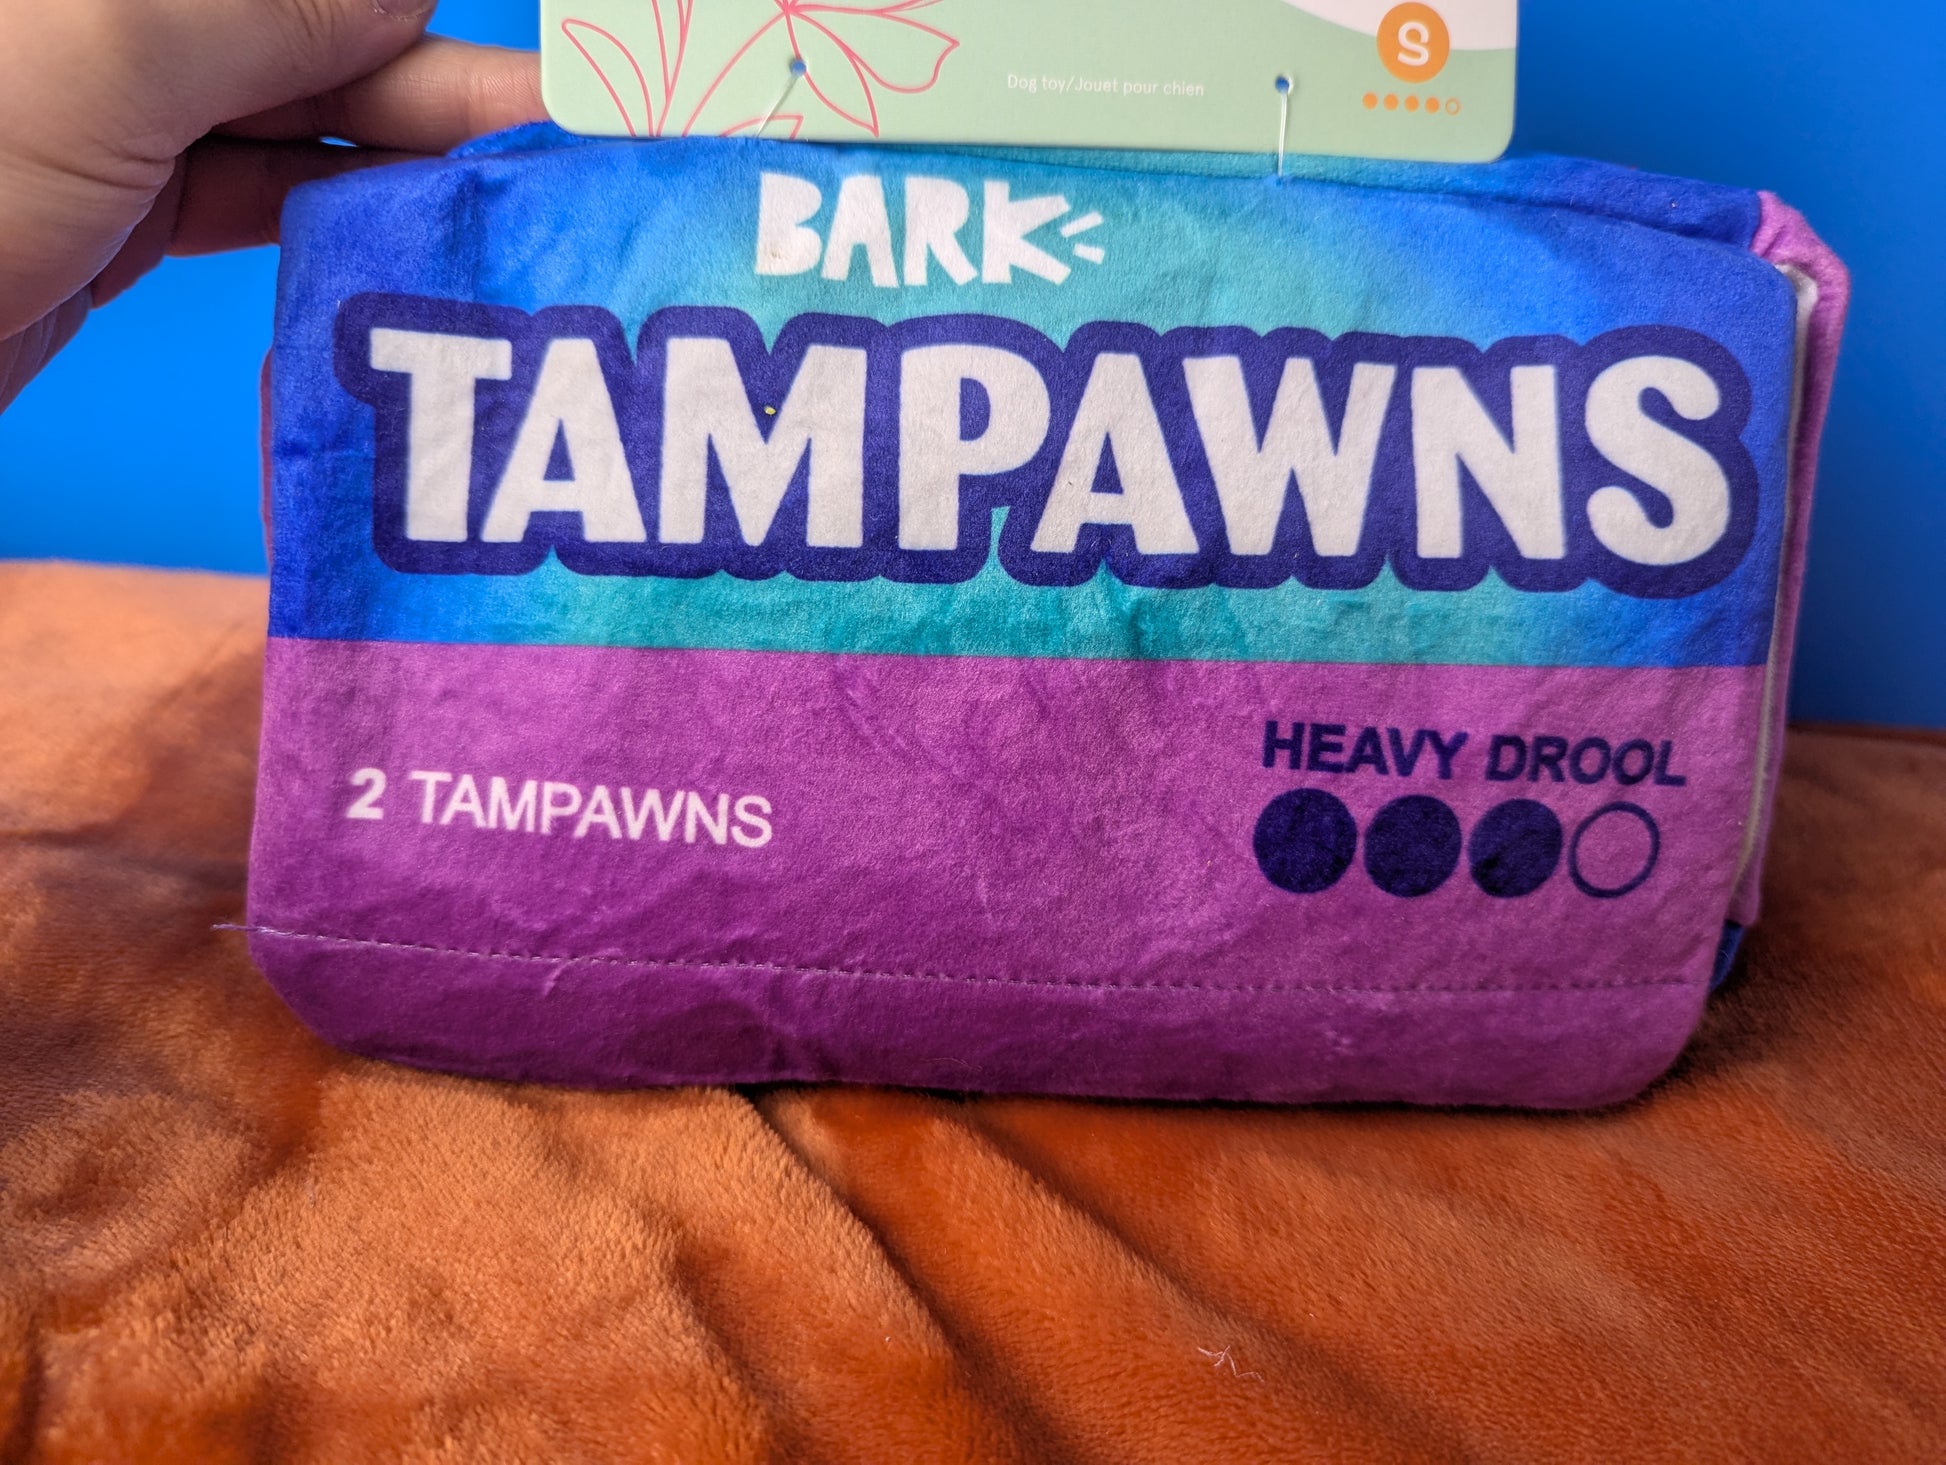 Dog toy/Jouet pour chien
S
BARK
TAMPAWNS
2 TAMPAWNS
HEAVY DROOL